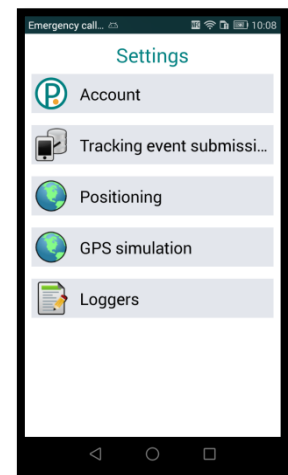 Emergency call... 10:08
Settings
Account
Tracking event submissi...
Positioning
GPS simulation
Loggers